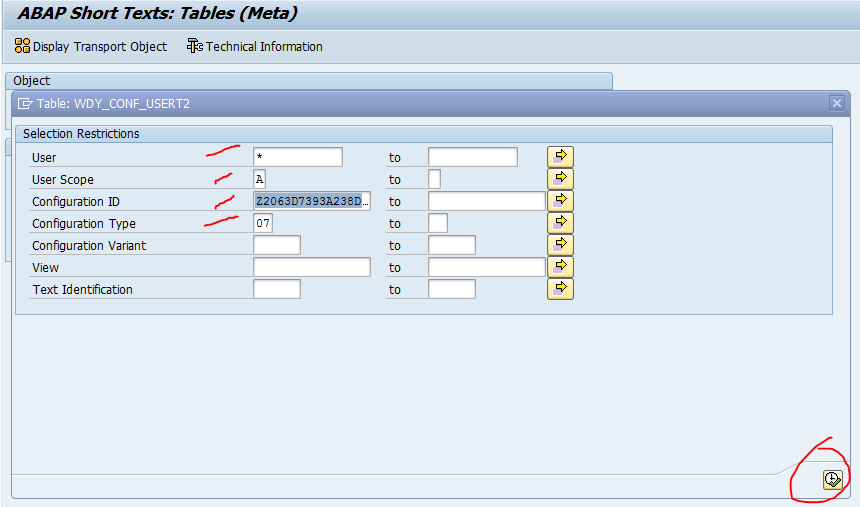 ABAP Short Texts: Tables (Meta)
Display Transport Object Technical Information
Object
Table: WDY_CONF_USERT2
Selection Restrictions
User * to
User Scope A to
Configuration ID Z2063D7393A238D... to
Configuration Type 07 to
Configuration Variant to
View to
Text Identification to